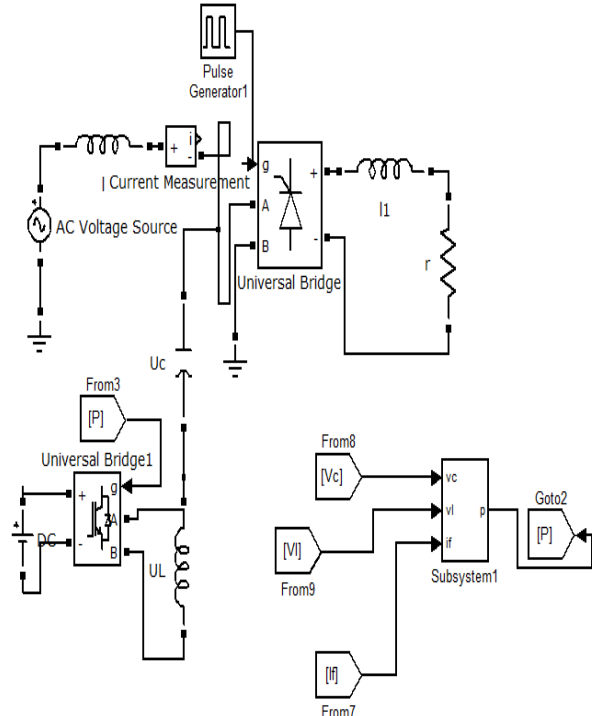 Pulse
Generator1
i
+
-
Current Measurement
AC Voltage Source
+
g
A
B
+
-
Universal Bridge
l1
r
Uc
From3
[P]
Universal Bridge1
+
-
g
A
B
+
DC
UL
From8
[Vc]
[Vl]
From9
[If]
From7
vc
vl
if
p
Subsystem1
Goto2
[P]